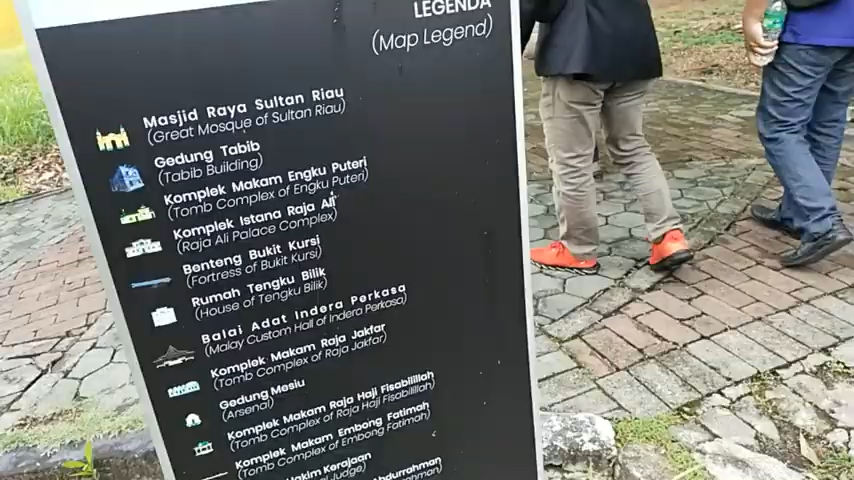 LEGENDA
(Map Legend)
Masjid Raya Sultan Riau
(Great Mosque of Sultan Riau)
Gedung Tabib
(Tabib Building)
Komplek Makam Engku Puteri
(Tomb Complex of Engku Puteri)
Komplek Istana Raja Ali
(Raja Ali Palace Complex)
Benteng Bukit Kursi
(Fortress of Bukit Kursi)
Rumah Tengku Bilik
(House of Tengku Bilik)
Balai Adat Indera Perkasa
(Malay Custom Hall of Indera Perkasa)
Komplek Makam Raja Jakfar
(Tomb Complex of Raja Jakfar)
Gedung Mesiu
(Arsenal)
Komplek Makam Raja Haji Fisabilillah
(Tomb Complex of Raja Haji Fisabilillah)
Komplek Makam Embong Fatimah
(Tomb Complex of Embong Fatimah)
Hakim Kerajaan
Judge)
Abdurrahman